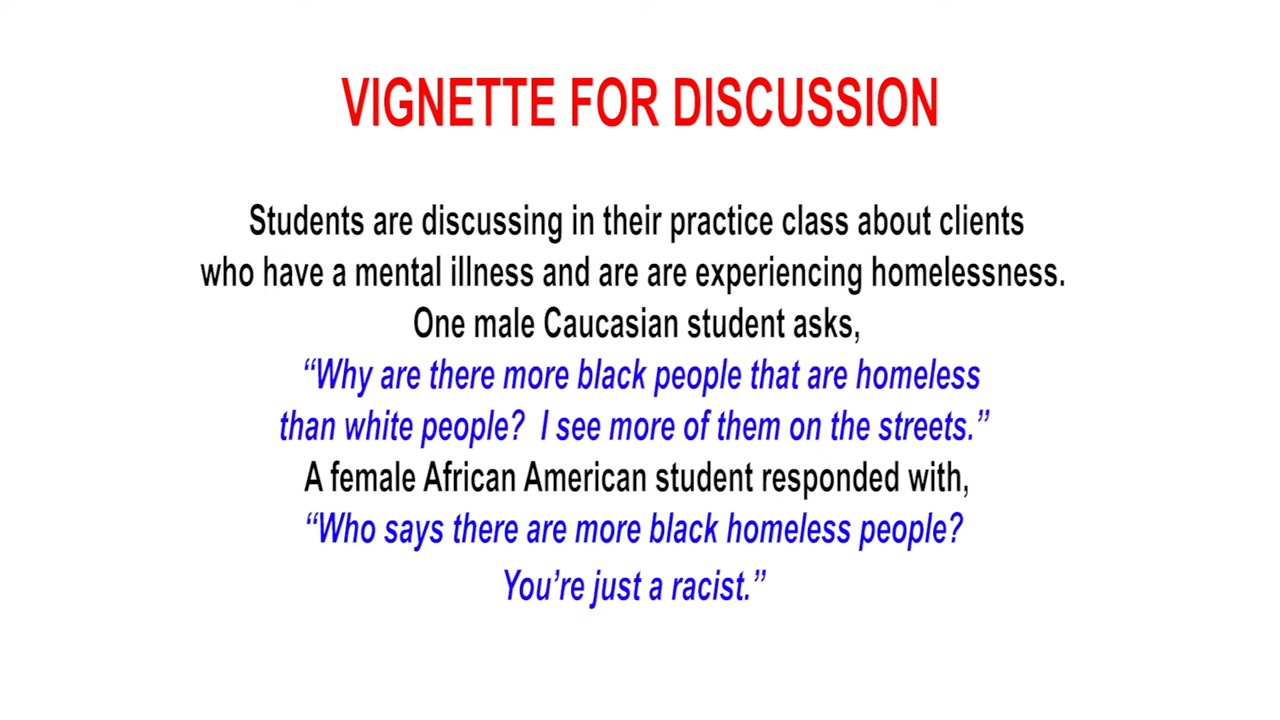 VIGNETTE FOR DISCUSSION
Students are discussing in their practice class about clients
who have a mental illness and are are experiencing homelessness.
One male Caucasian student asks,
“Why are there more black people that are homeless
than white people?  I see more of them on the streets.”
A female African American student responded with,
“Who says there are more black homeless people?
You’re just a racist.”